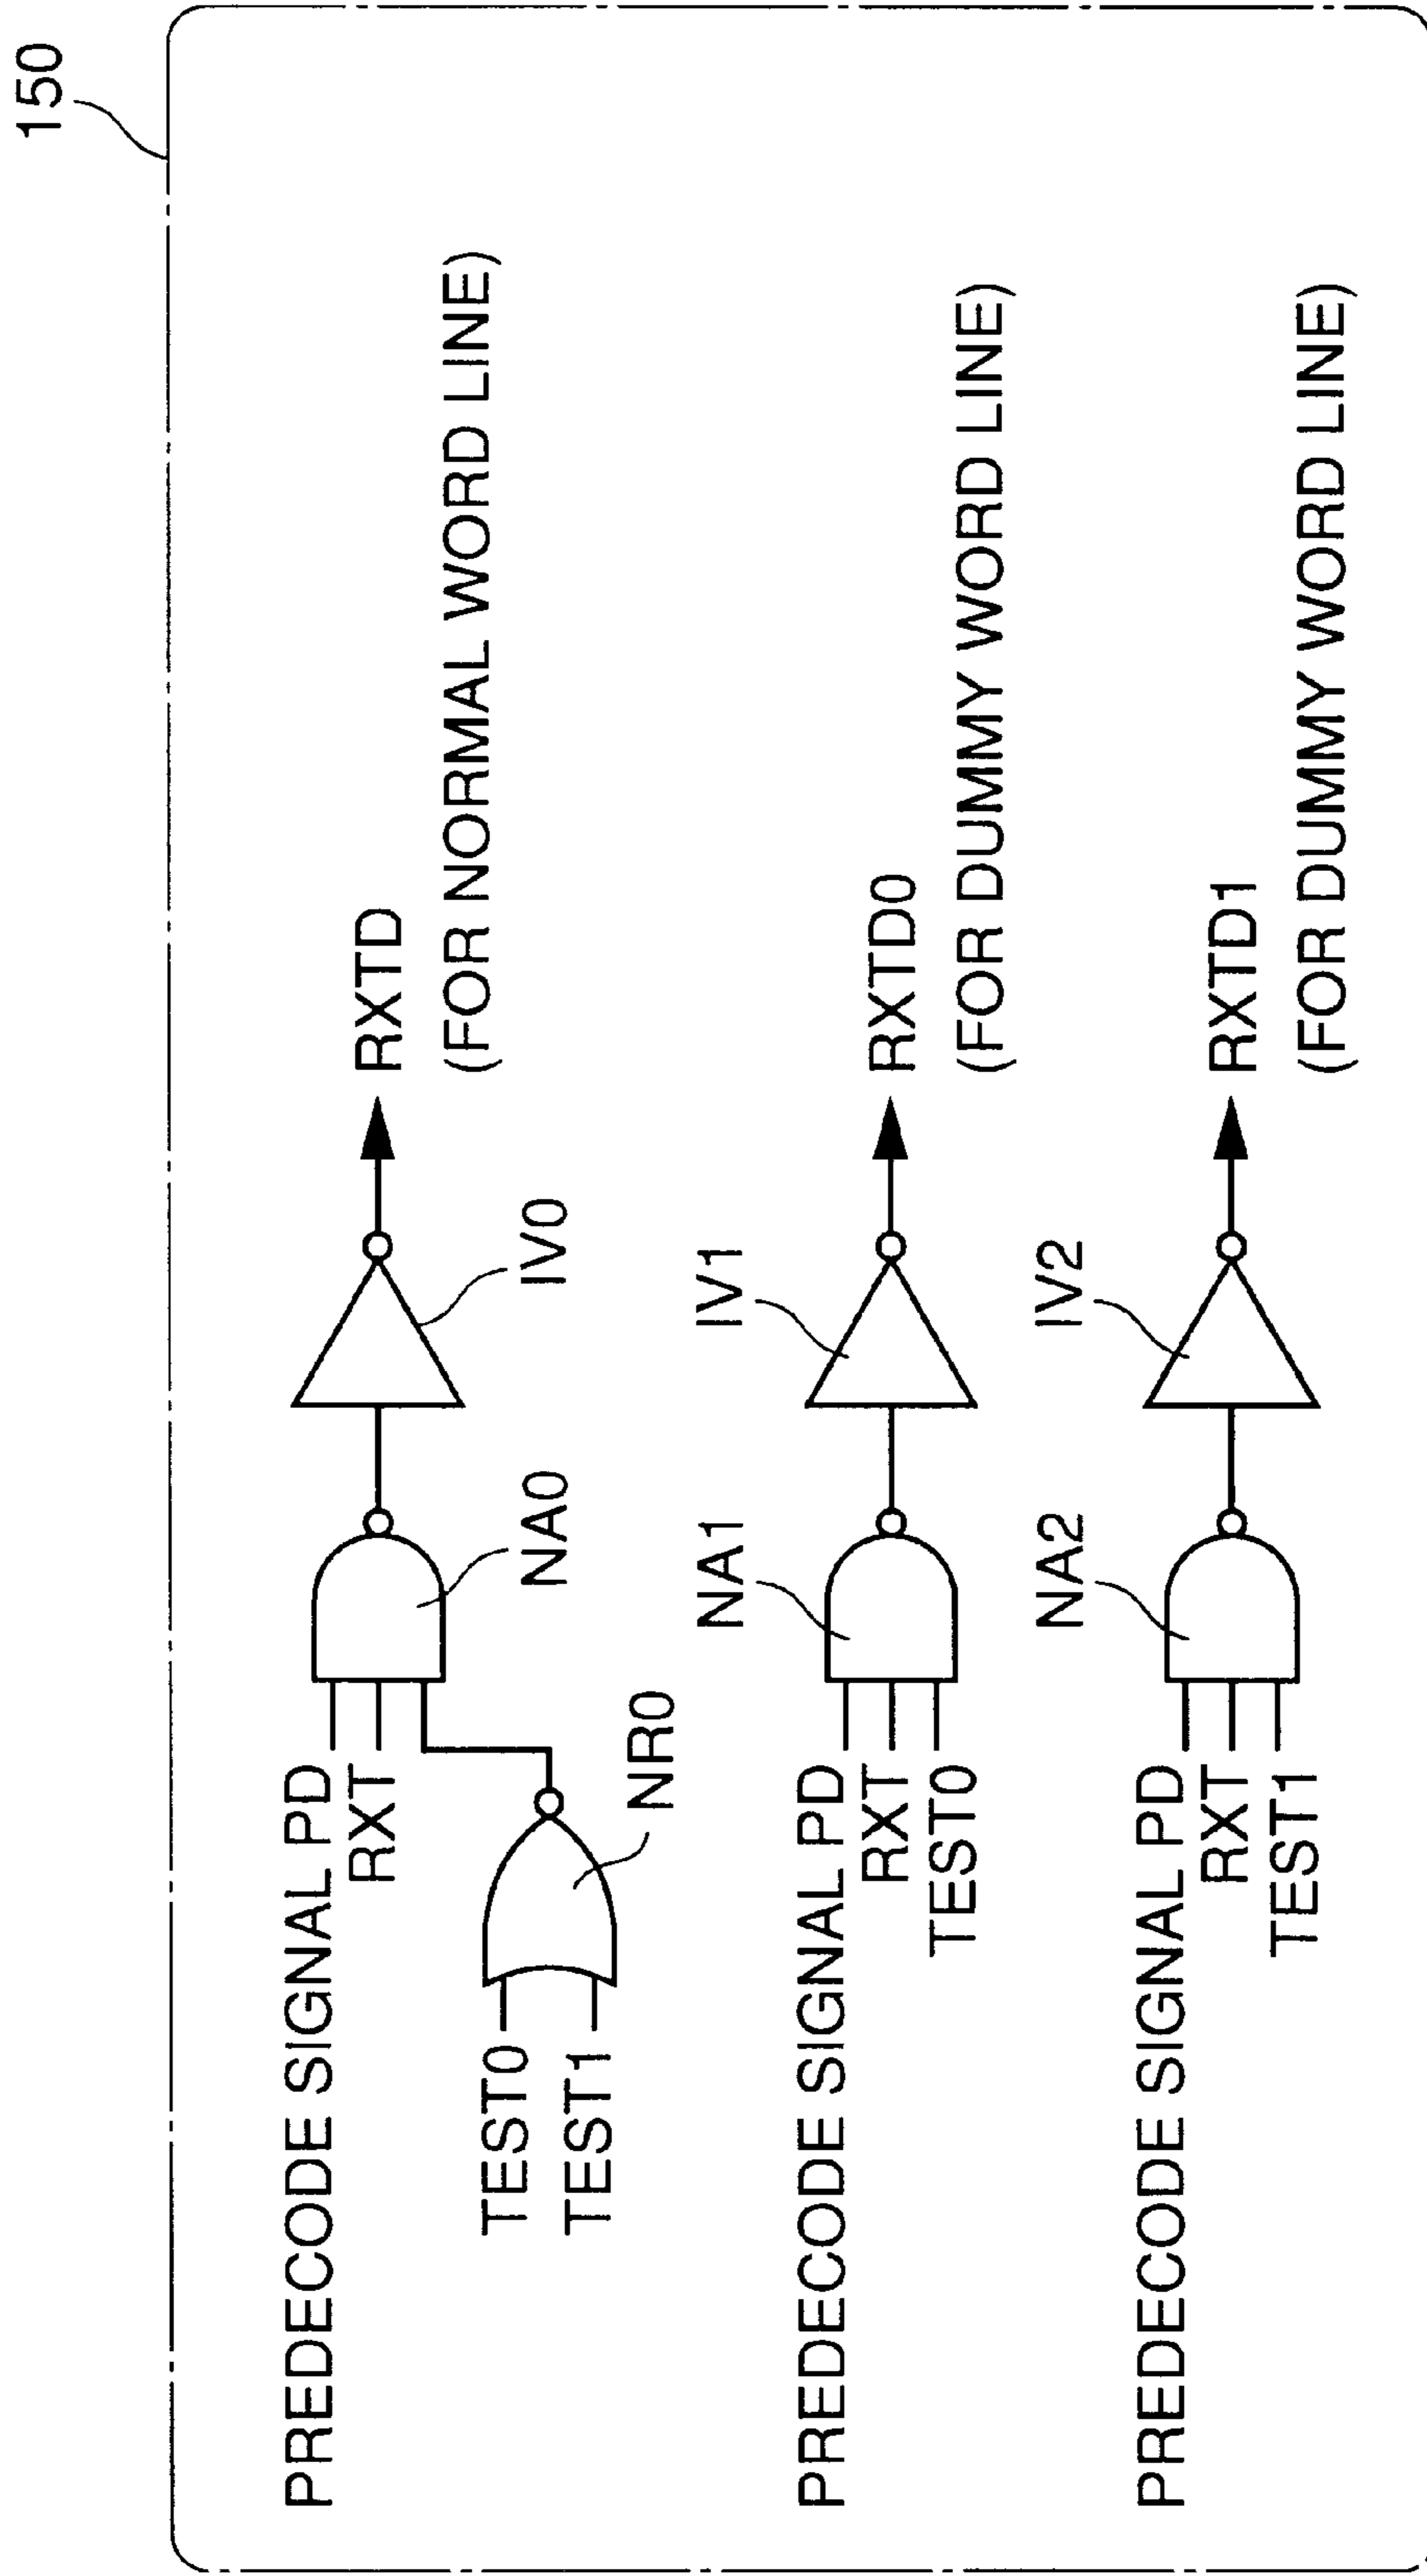 150
PREDECODE SIGNAL PD
RXT
TEST0
TEST1
NR0
NA0
IV0
RXTD
(FOR NORMAL WORD LINE)
PREDECODE SIGNAL PD
RXT
TEST0
NA1
IV1
RXTD0
(FOR DUMMY WORD LINE)
PREDECODE SIGNAL PD
RXT
TEST1
NA2
IV2
RXTD1
(FOR DUMMY WORD LINE)